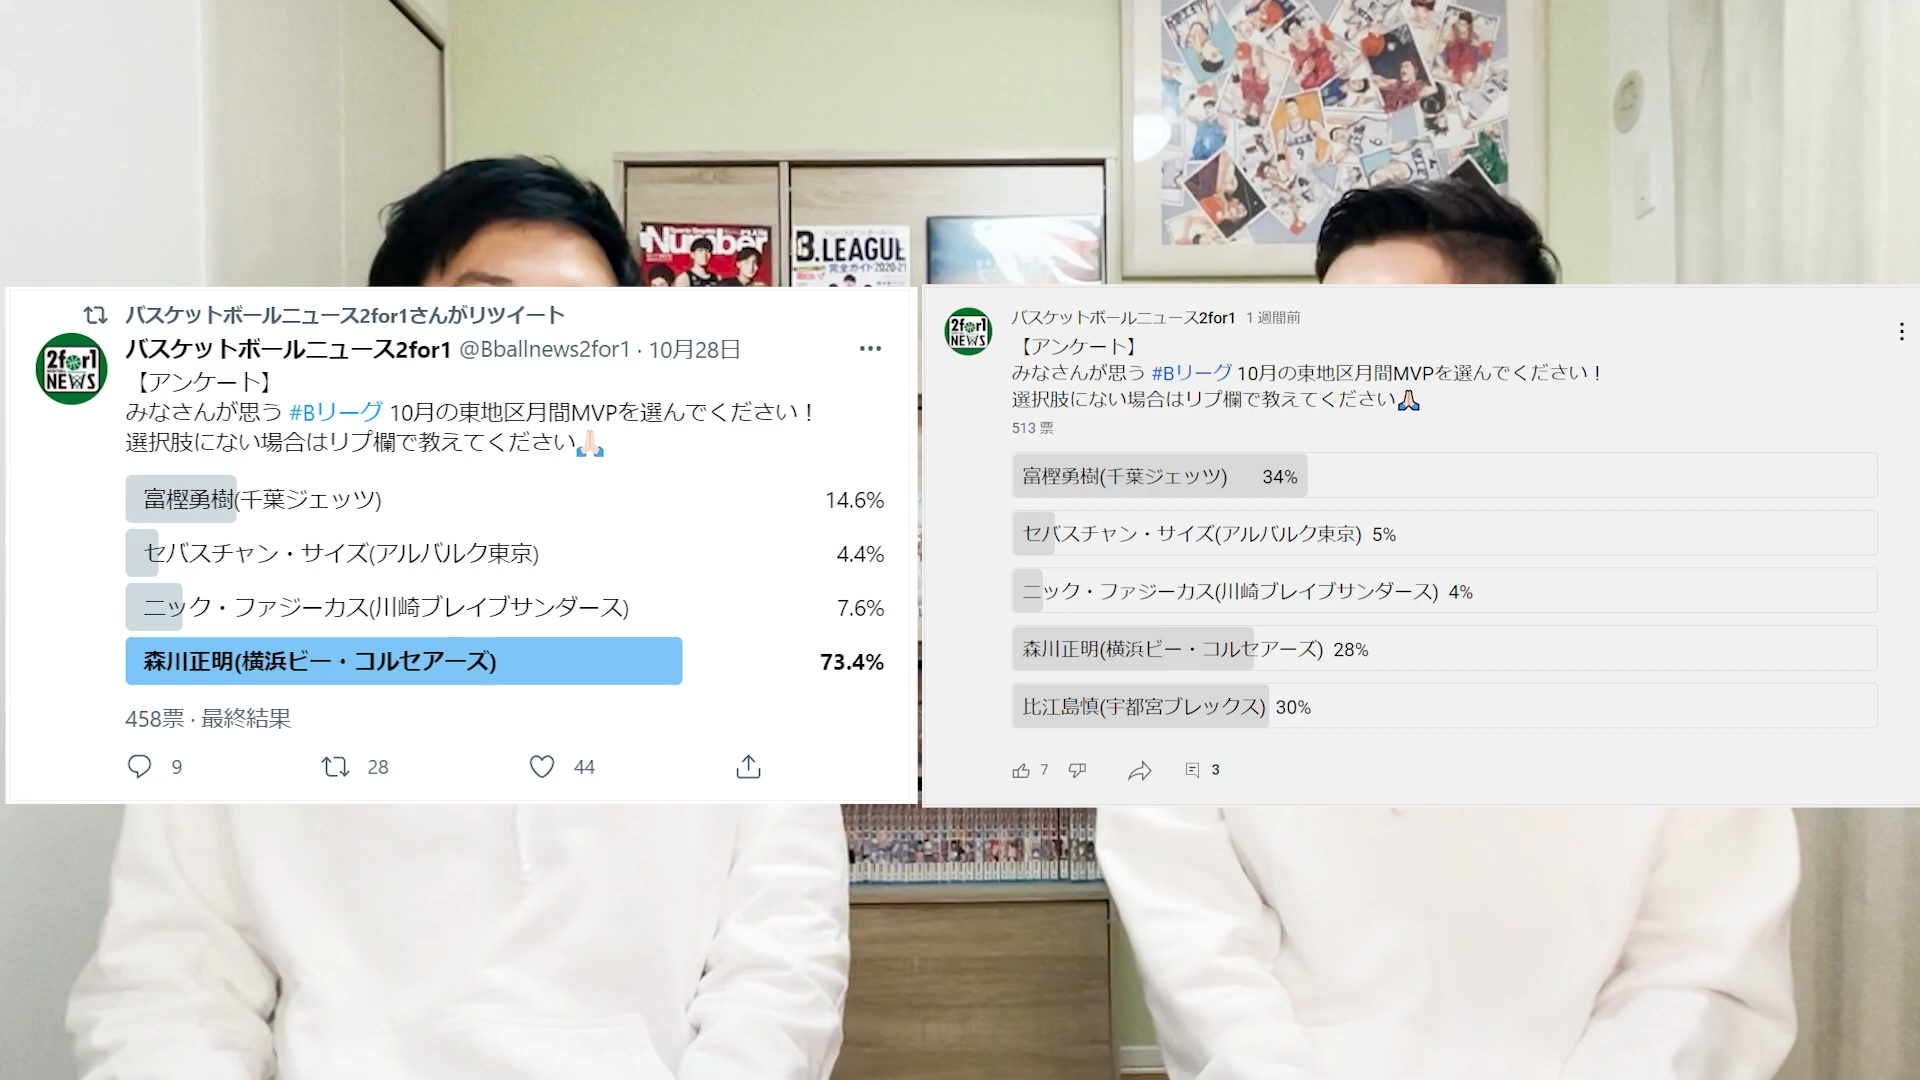 Number
B.LEAGUE
完全ガイド 2020-21
バスケットボールニュース2for1さんがリツイート
2for1
NEWS
バスケットボールニュース2for1 @Bballnews2for1 · 10月28日
【アンケート】
みなさんが思う #Bリーグ 10月の東地区月間MVPを選んでください！
選択肢にない場合はリプ欄で教えてください🙏🏻
富樫勇樹(千葉ジェッツ) 14.6%
セバスチャン・サイズ(アルバルク東京) 4.4%
ニック・ファジーカス(川崎ブレイブサンダース) 7.6%
森川正明(横浜ビー・コルセアーズ) 73.4%
458票 · 最終結果
9 28 44
2for1
NEWS
バスケットボールニュース2for1 1 週間前
【アンケート】
みなさんが思う #Bリーグ 10月の東地区月間MVPを選んでください！
選択肢にない場合はリプ欄で教えてください🙏🏻
513 票
富樫勇樹(千葉ジェッツ) 34%
セバスチャン・サイズ(アルバルク東京) 5%
ニック・ファジーカス(川崎ブレイブサンダース) 4%
森川正明(横浜ビー・コルセアーズ) 28%
比江島慎(宇都宮ブレックス) 30%
7 3